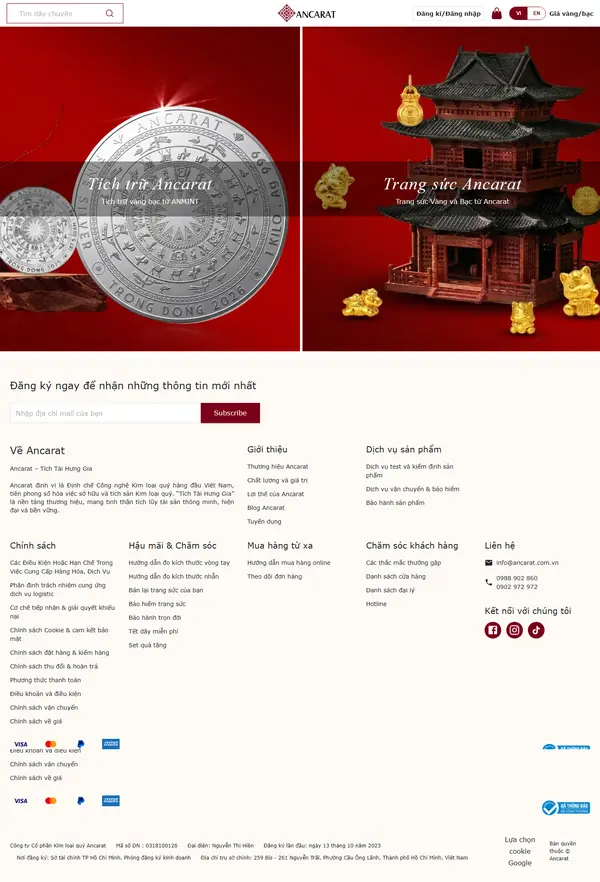 Tìm dây chuyền
ANCARAT
Đăng kí/Đăng nhập
VI
EN
Giá vàng/bạc
ANCARAT
999
1 KILO AG
TRONG DONG 2026
SILVER
Tích trữ Ancarat
Tích trữ vàng bạc từ ANMINT
Trang sức Ancarat
Trang sức Vàng và Bạc từ Ancarat
Đăng ký ngay để nhận những thông tin mới nhất
Nhập địa chỉ mail của bạn
Subscribe
Về Ancarat
Ancarat – Tích Tài Hưng Gia
Ancarat định vị là Định chế Công nghệ Kim loại quý hàng đầu Việt Nam,
tiên phong số hóa việc sở hữu và tích sản Kim loại quý. “Tích Tài Hưng Gia”
là nền tảng thương hiệu, mang tinh thần tích lũy tài sản thông minh, hiện
đại và bền vững.
Giới thiệu
Thương hiệu Ancarat
Chất lượng và giá trị
Lợi thế của Ancarat
Blog Ancarat
Tuyển dụng
Dịch vụ sản phẩm
Dịch vụ test và kiểm định sản
phẩm
Dịch vụ vận chuyển & bảo hiểm
Bảo hành sản phẩm
Chính sách
Các Điều Kiện Hoặc Hạn Chế Trong
Việc Cung Cấp Hàng Hóa, Dịch Vụ
Phân định trách nhiệm cung ứng
dịch vụ logistic
Cơ chế tiếp nhận & giải quyết khiếu
nại
Chính sách Cookie & cam kết bảo
mật
Chính sách đặt hàng & kiểm hàng
Chính sách thu đổi & hoàn trả
Phương thức thanh toán
Điều khoản và điều kiện
Chính sách vận chuyển
Chính sách về giá
Hậu mãi & Chăm sóc
Hướng dẫn đo kích thước vòng tay
Hướng dẫn đo kích thước nhẫn
Bán lại trang sức của bạn
Bảo hiểm trang sức
Bảo hành trọn đời
Tết dây miễn phí
Set quà tặng
Mua hàng từ xa
Hướng dẫn mua hàng online
Theo dõi đơn hàng
Chăm sóc khách hàng
Các thắc mắc thường gặp
Danh sách cửa hàng
Danh sách đại lý
Hotline
Liên hệ
info@ancarat.com.vn
0988 902 860
0902 972 972
Kết nối với chúng tôi
VISA
Điều khoản và điều kiện
Chính sách vận chuyển
Chính sách về giá
VISA
ĐÃ THÔNG BÁO
Công ty Cổ phần Kim loại quý Ancarat
Mã số DN : 0318100126
Đại diện: Nguyễn Thị Hiền
Đăng ký lần đầu: ngày 13 tháng 10 năm 2023
Nơi đăng ký: Sở tài chính TP Hồ Chí Minh. Phòng đăng ký kinh doanh
Địa chỉ trụ sở chính: 259 Bis - 261 Nguyễn Trãi, Phường Cầu Ông Lãnh, Thành phố Hồ Chí Minh, Việt Nam
Lựa chọn
cookie
Google
Bản quyền
thuộc ©
Ancarat